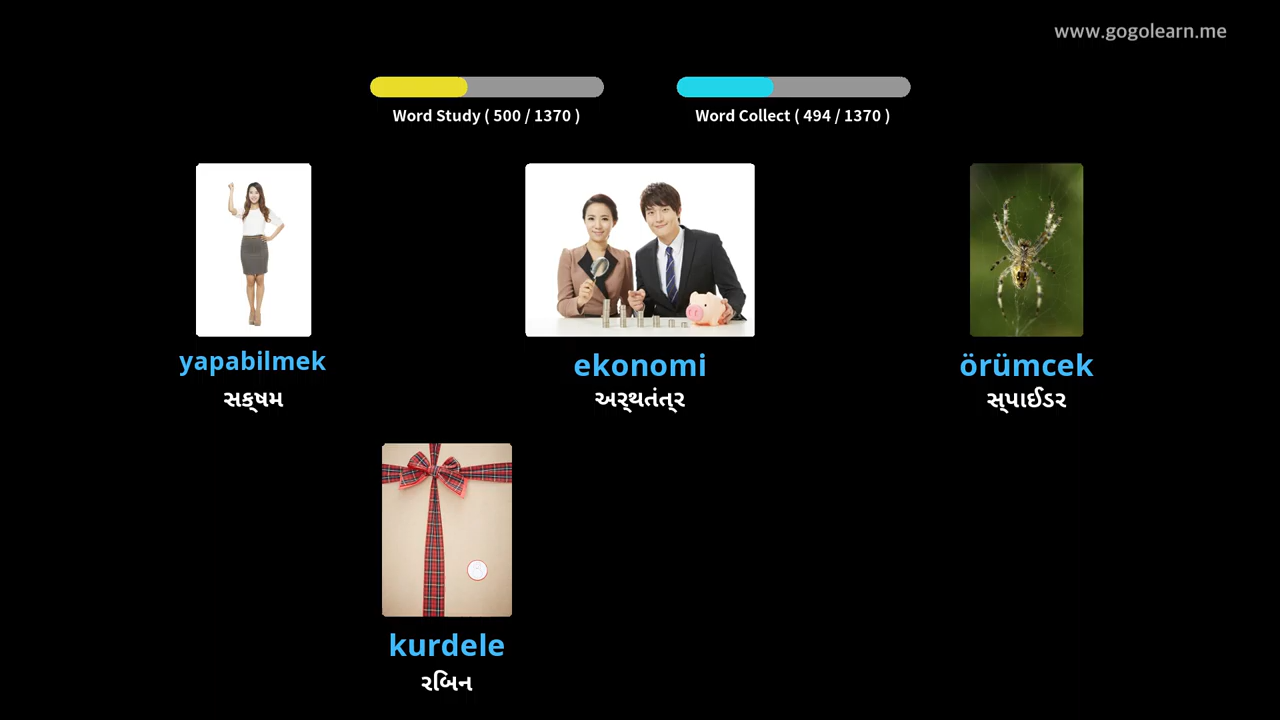 www.gogolearn.me
Word Study ( 500 / 1370 )
Word Collect ( 494 / 1370 )
yapabilmek
સક્ષમ
ekonomi
અર્થતંત્ર
örümcek
સ્પાઈડર
kurdele
રબિન